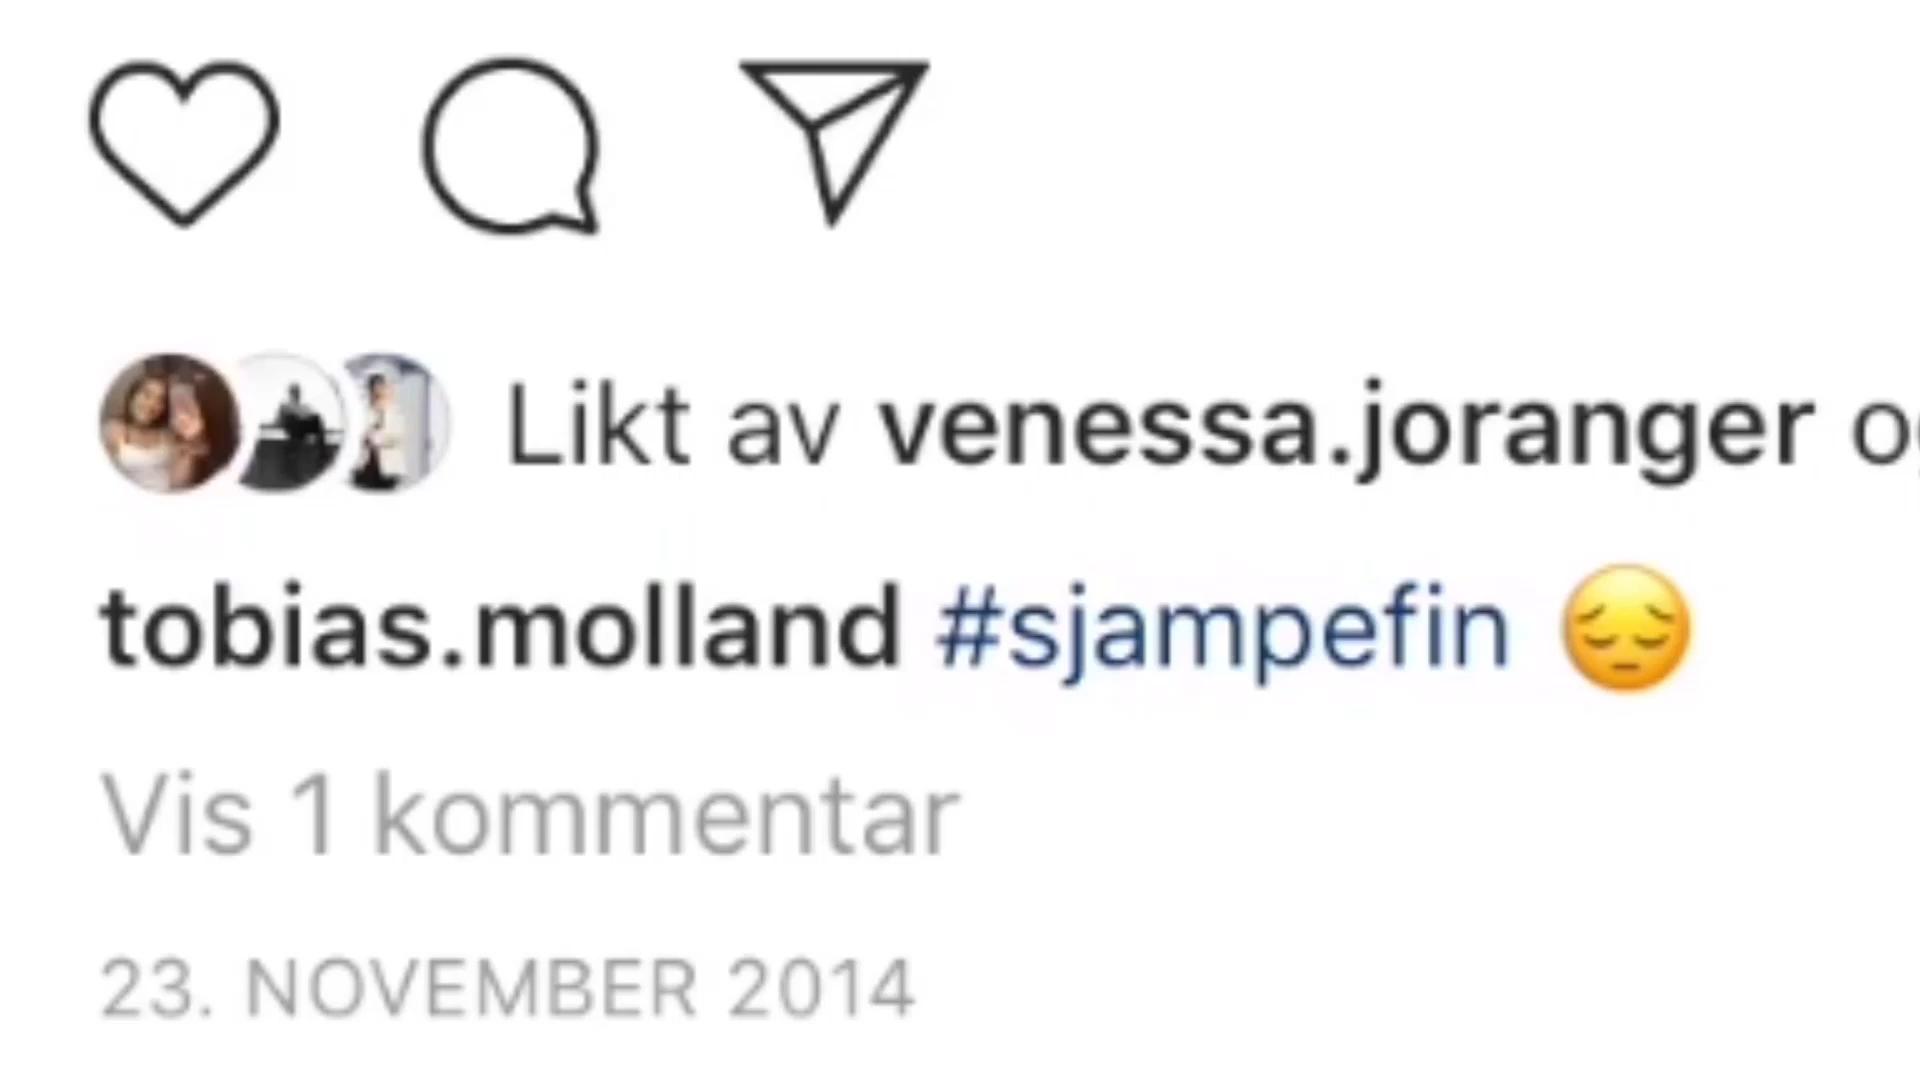 Likt av venessa.joranger
tobias.molland #sjampefin 😔
Vis 1 kommentar
23. NOVEMBER 2014